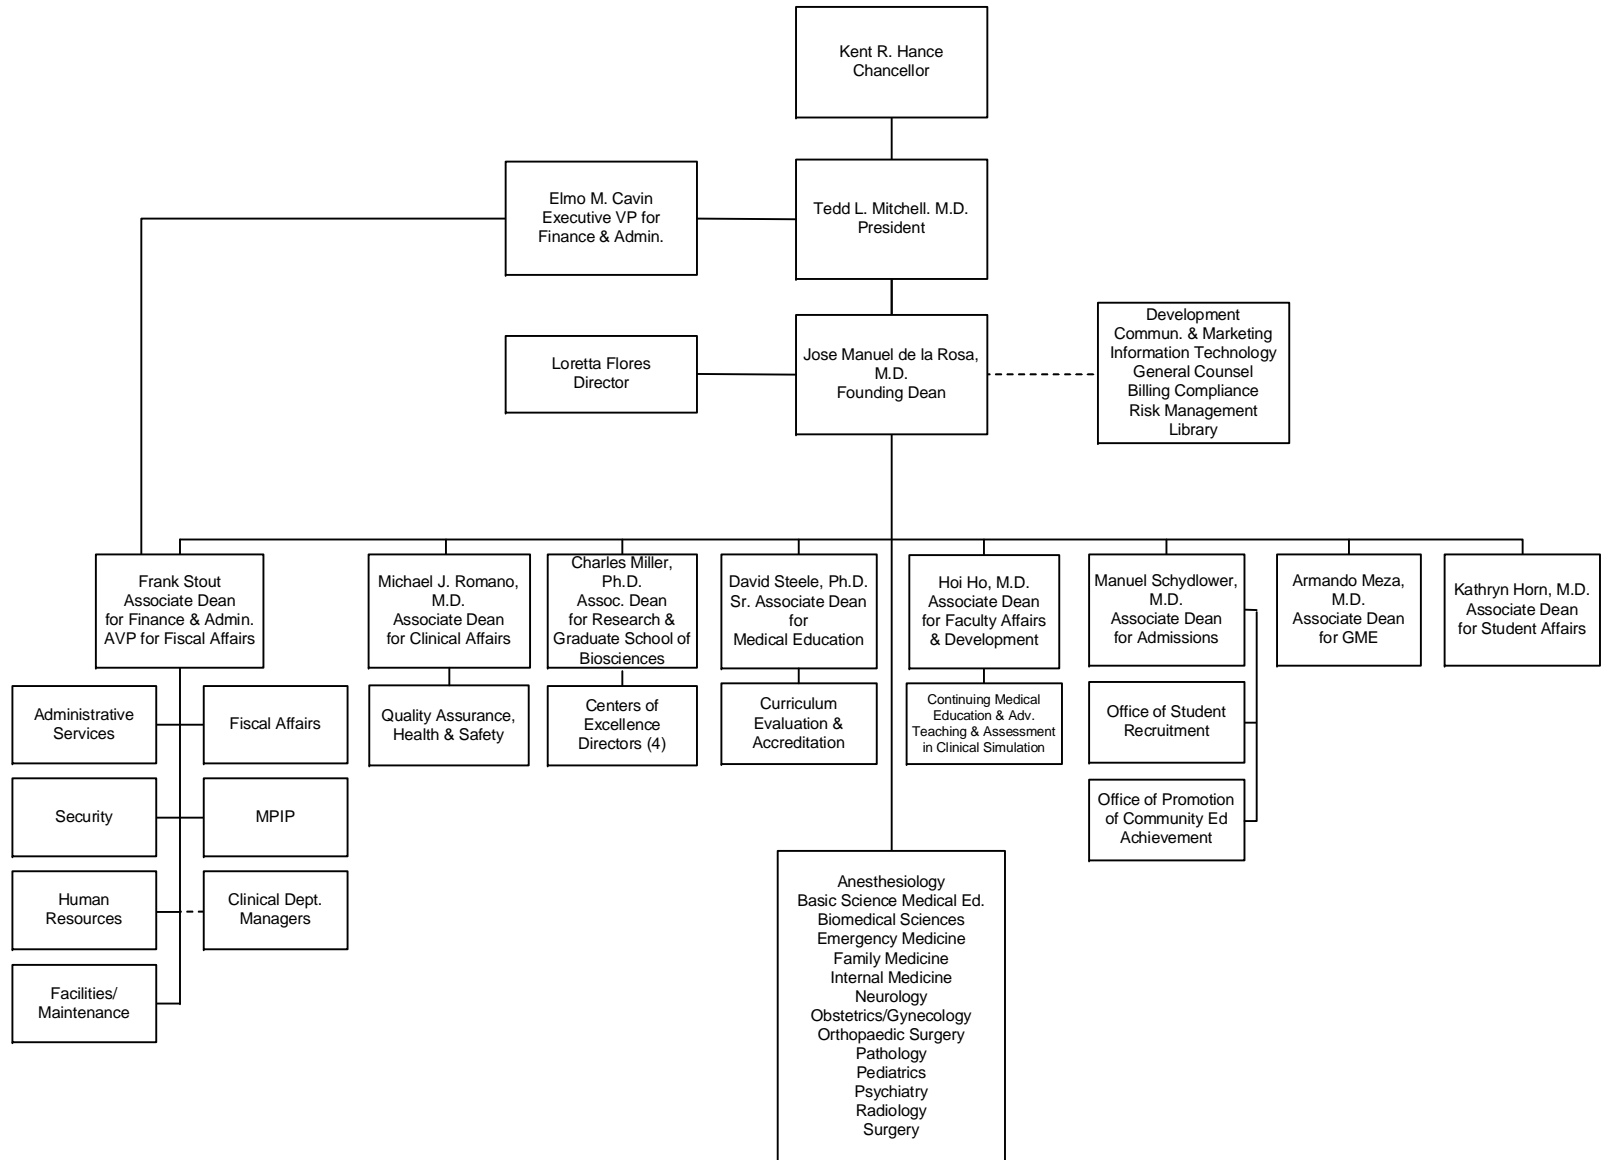 Kent R. Hance
Chancellor
Elmo M. Cavin
Executive VP for
Finance & Admin.
Tedd L. Mitchell. M.D.
President
Loretta Flores
Director
Jose Manuel de la Rosa,
M.D.
Founding Dean
Development
Commun. & Marketing
Information Technology
General Counsel
Billing Compliance
Risk Management
Library
Frank Stout
Associate Dean
for Finance & Admin.
AVP for Fiscal Affairs
Michael J. Romano,
M.D.
Associate Dean
for Clinical Affairs
Charles Miller,
Ph.D.
Assoc. Dean
for Research &
Graduate School of
Biosciences
David Steele, Ph.D.
Sr. Associate Dean
for
Medical Education
Hoi Ho, M.D.
Associate Dean
for Faculty Affairs
& Development
Manuel Schydlower,
M.D.
Associate Dean
for Admissions
Armando Meza,
M.D.
Associate Dean
for GME
Kathryn Horn, M.D.
Associate Dean
for Student Affairs
Administrative
Services
Fiscal Affairs
Quality Assurance,
Health & Safety
Centers of
Excellence
Directors (4)
Curriculum
Evaluation &
Accreditation
Continuing Medical
Education & Adv.
Teaching & Assessment
in Clinical Simulation
Office of Student
Recruitment
Security
MPIP
Office of Promotion
of Community Ed
Achievement
Human
Resources
Clinical Dept.
Managers
Facilities/
Maintenance
Anesthesiology
Basic Science Medical Ed.
Biomedical Sciences
Emergency Medicine
Family Medicine
Internal Medicine
Neurology
Obstetrics/Gynecology
Orthopaedic Surgery
Pathology
Pediatrics
Psychiatry
Radiology
Surgery